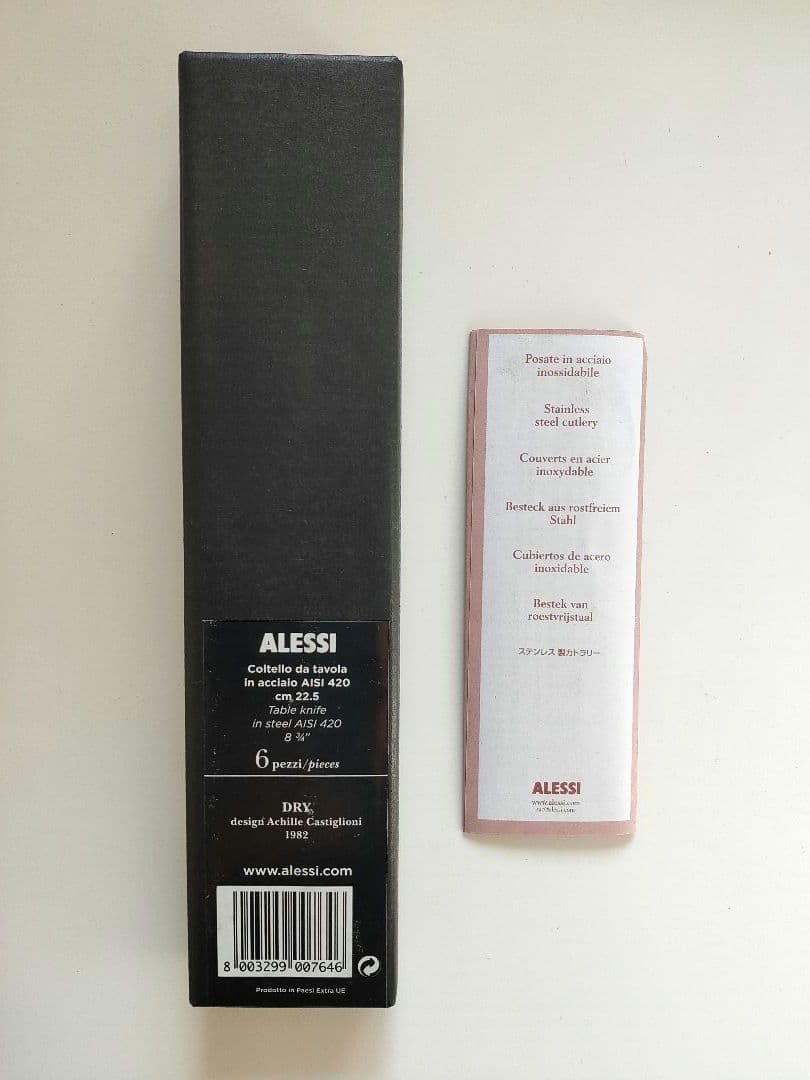 ALESSI
Coltello da tavola
in acciaio AISI 420
cm 22.5
Table knife
in steel AISI 420
8 ¾"
6 pezzi/pieces
DRY
design Achille Castiglioni
1982
www.alessi.com
8 003299 007646
Prodotto in Paesi Extra UE
Posate in acciaio
inossidabile
Stainless
steel cutlery
Couverts en acier
inoxydable
Besteck aus rostfreiem
Stahl
Cubiertos de acero
inoxidable
Bestek van
roestvrijstaal
ステンレス製カトラリー
ALESSI
www.alessi.com